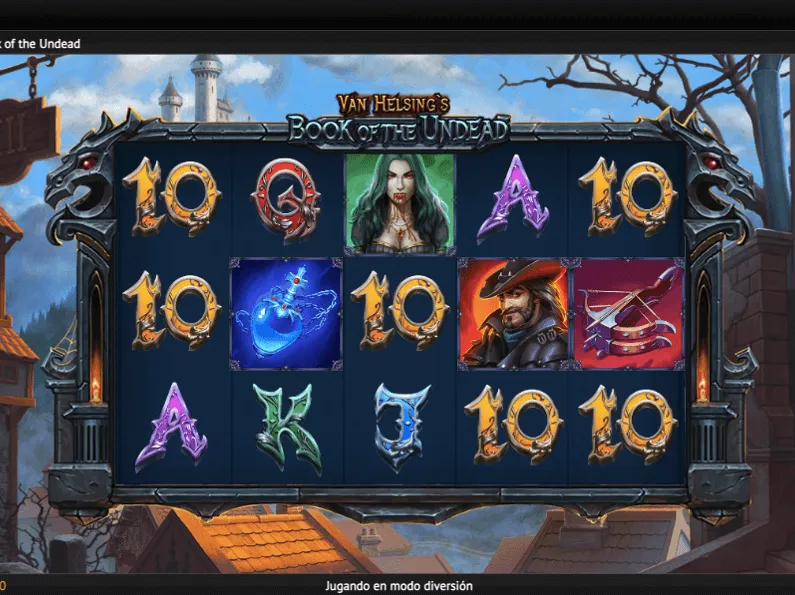 of the Undead
VAN HELSING'S
BOOK OF THE UNDEAD
10 Q A 10
10 10
A K J 10 10
0
Jugando en modo diversión